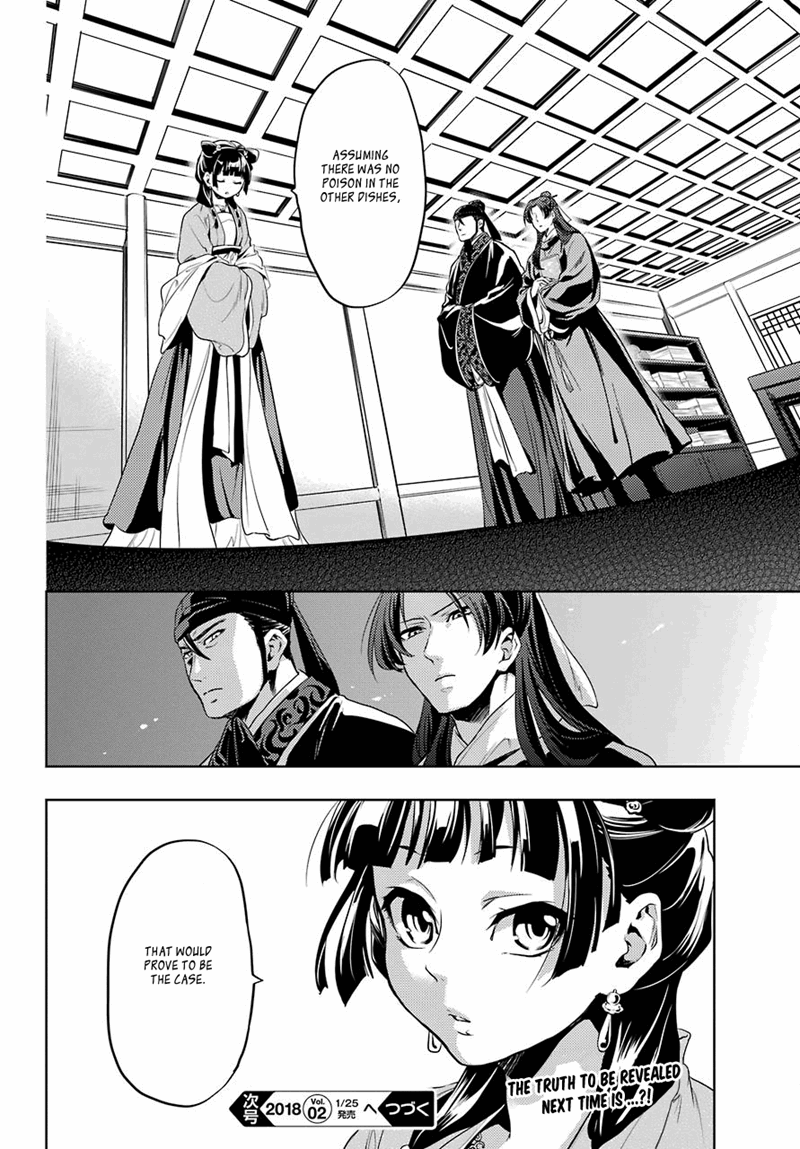 ASSUMING
THERE WAS NO
POISON IN THE
OTHER DISHES,
THAT WOULD
PROVE TO BE
THE CASE.
THE TRUTH TO BE REVEALED
NEXT TIME IS ...?!
次号 2018 Vol. 02 1/25 発売 へ つづく